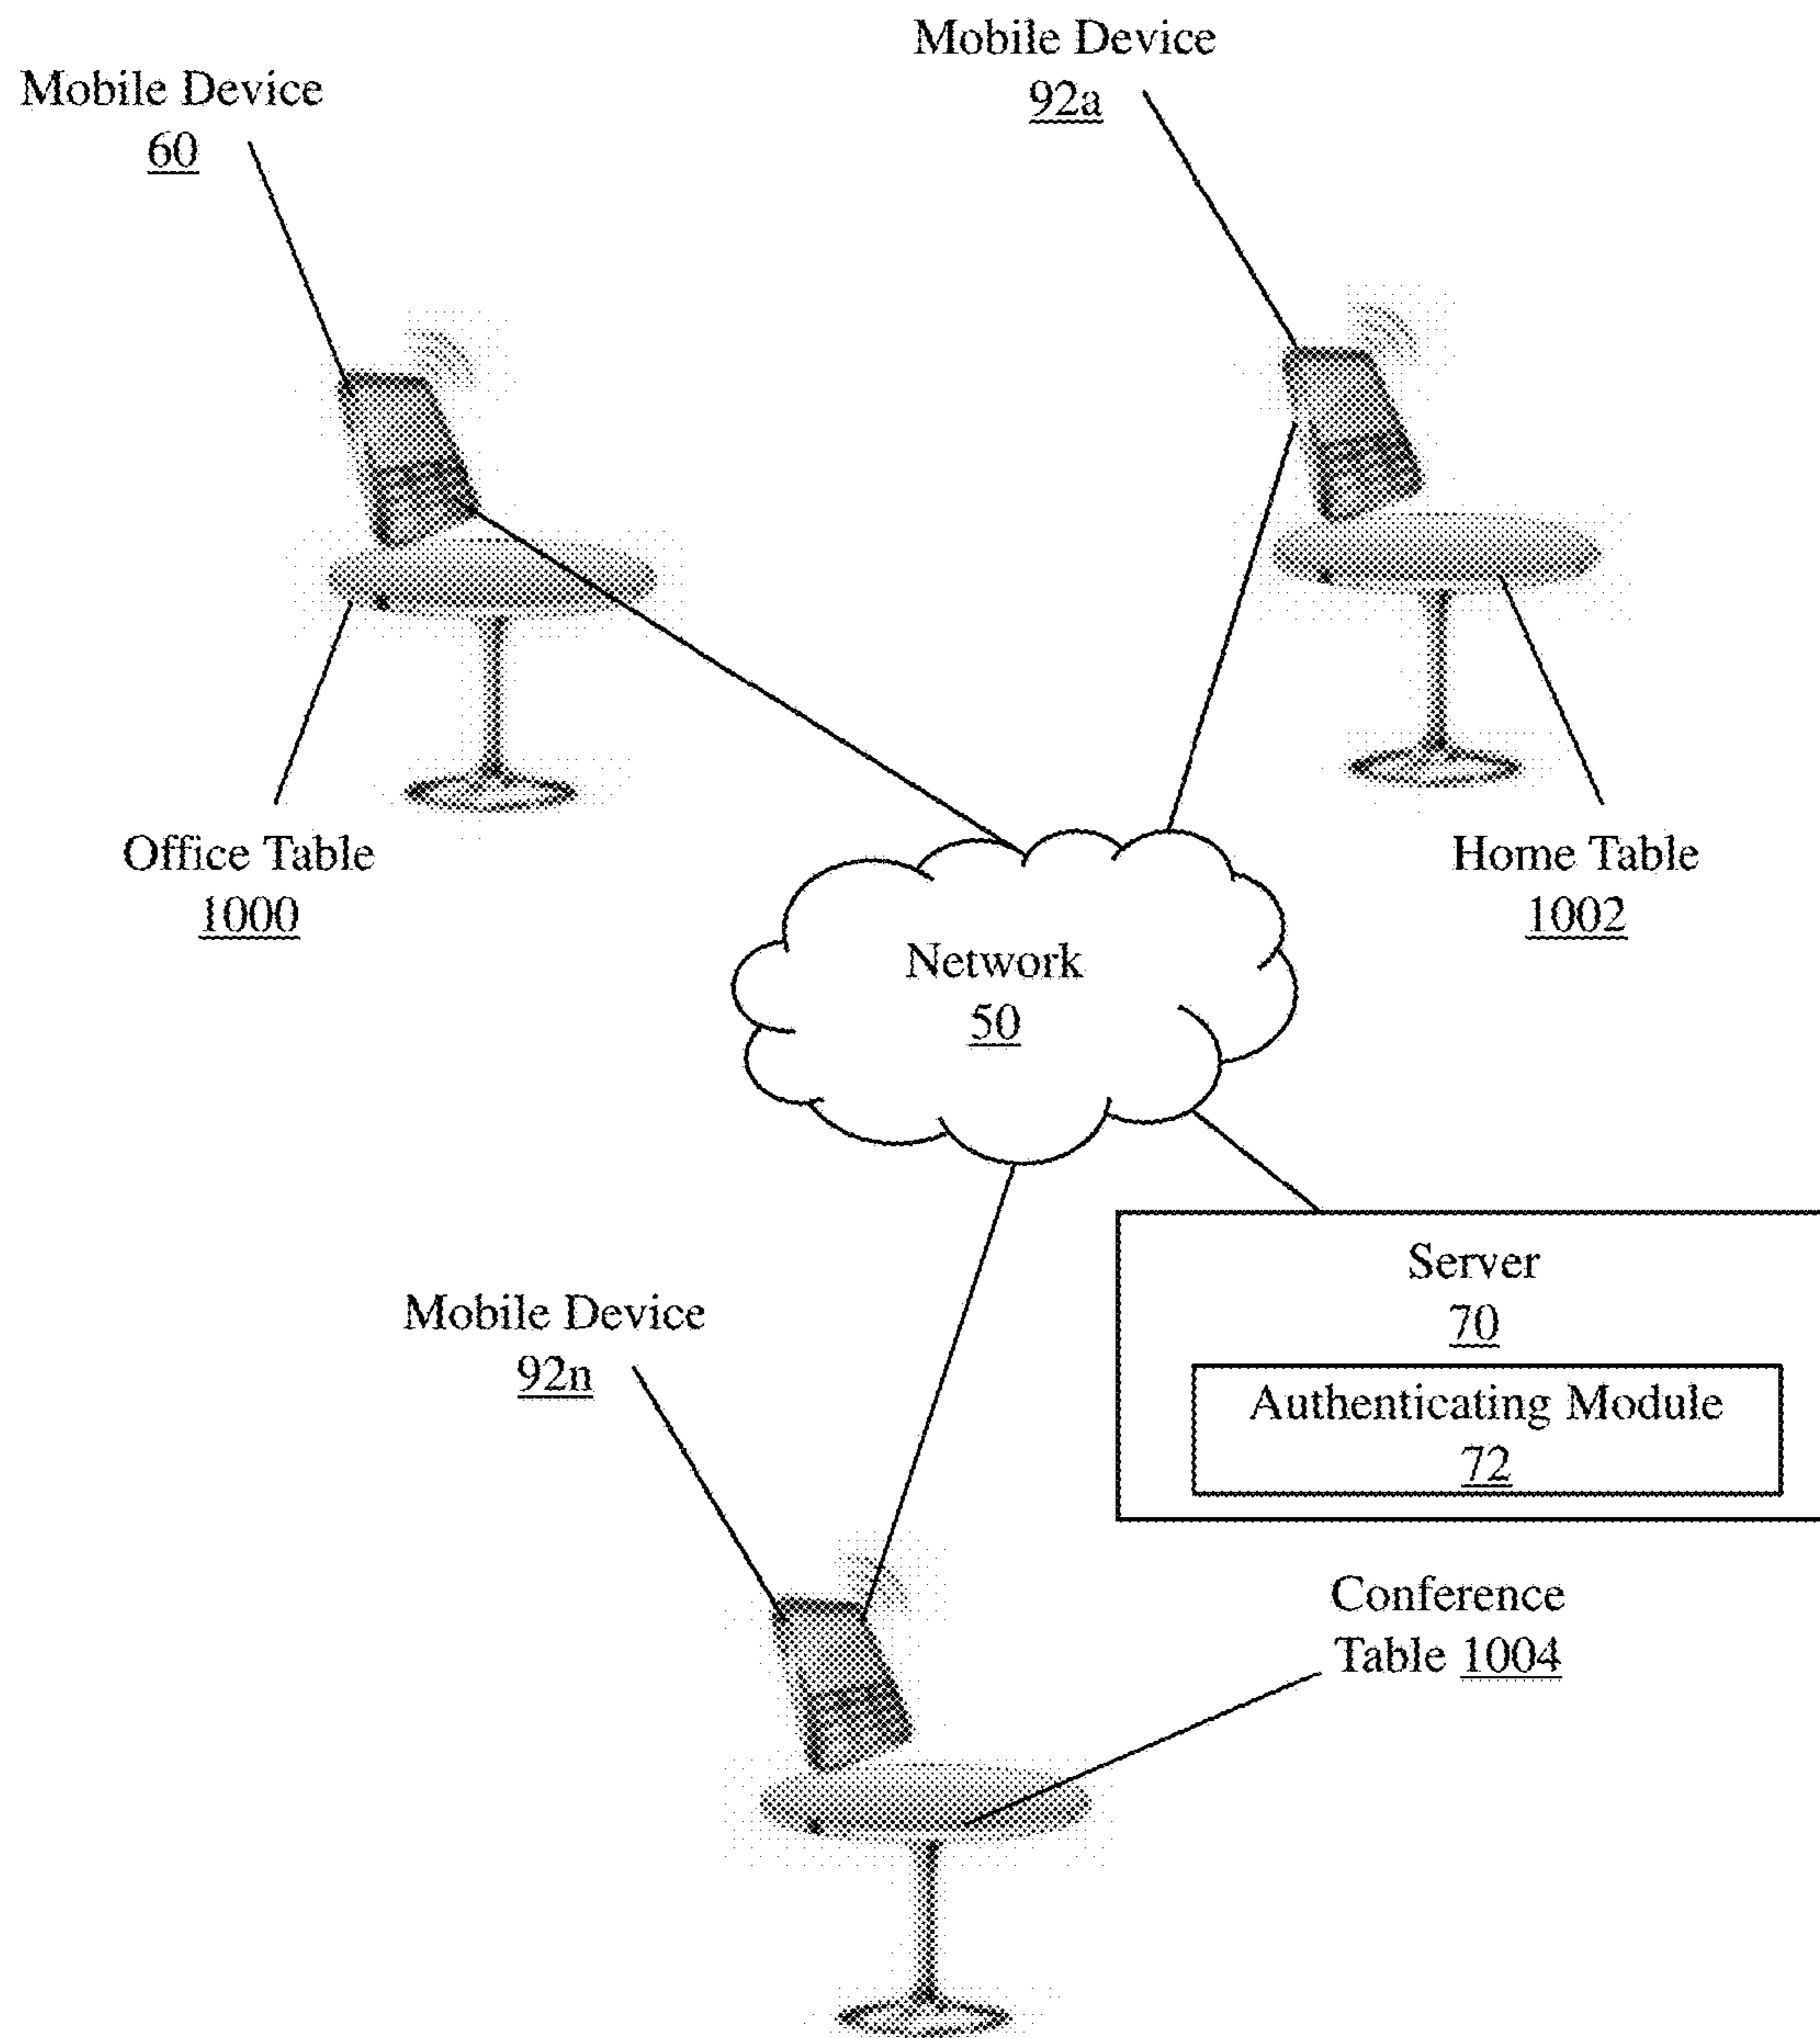 Mobile Device
92a
Mobile Device
60
Office Table
1000
Home Table
1002
Network
50
Server
70
Authenticating Module
72
Mobile Device
92n
Conference
Table 1004